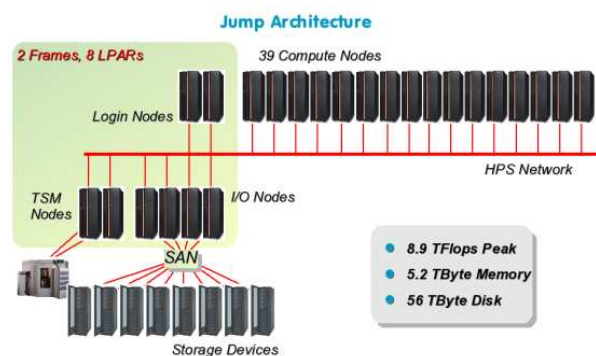 Jump Architecture
2 Frames, 8 LPARs
39 Compute Nodes
Login Nodes
HPS Network
TSM
Nodes
I/O Nodes
SAN
8.9 TFlops Peak
5.2 TByte Memory
56 TByte Disk
Storage Devices